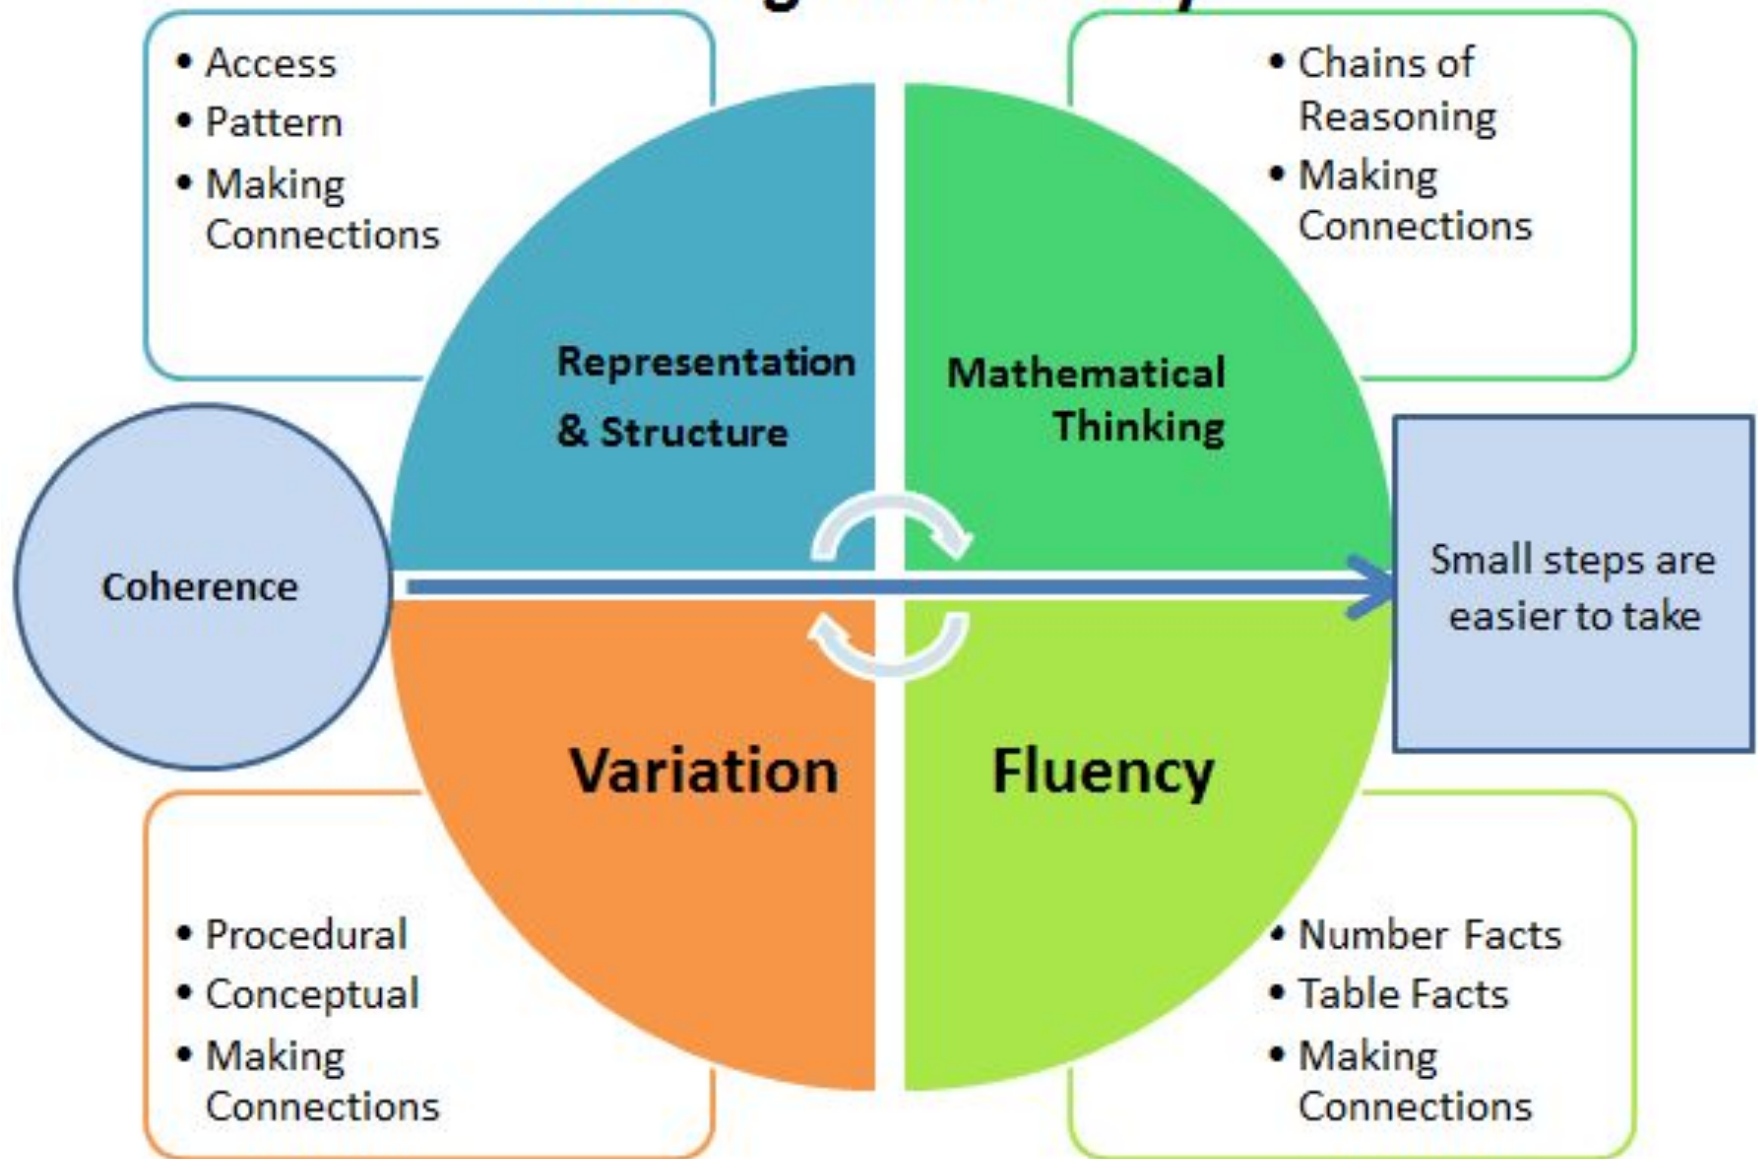 • Access
• Pattern
• Making
Connections
• Chains of
Reasoning
• Making
Connections
Representation
& Structure
Mathematical
Thinking
Coherence
Small steps are
easier to take
Variation
Fluency
• Procedural
• Conceptual
• Making
Connections
• Number Facts
• Table Facts
• Making
Connections